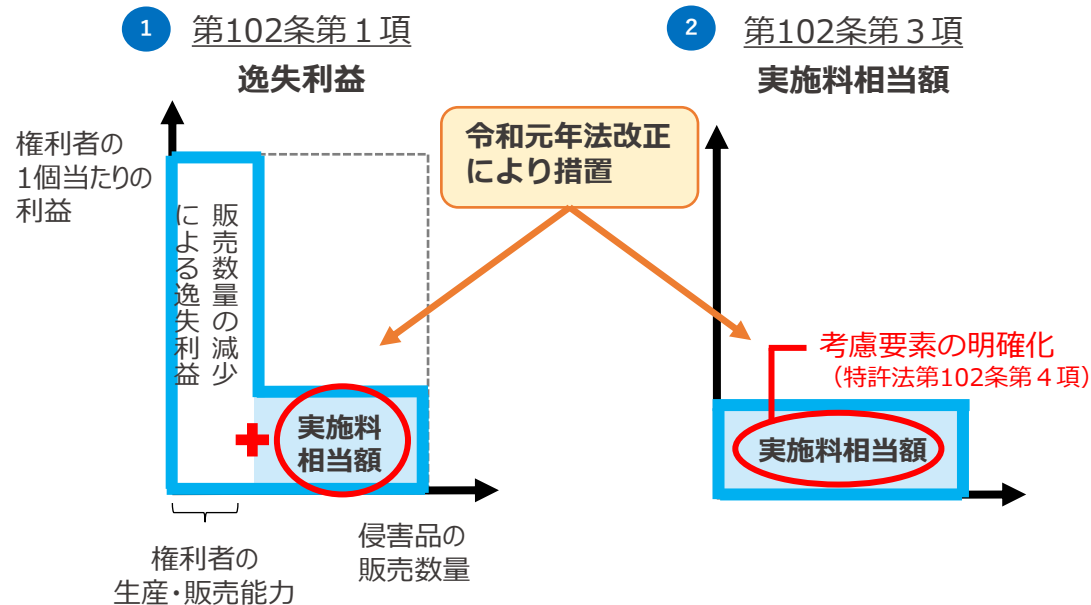 1 第102条第１項
逸失利益
権利者の
1個当たりの
利益
販売数量の減少
による逸失利益
実施料
相当額
権利者の
生産・販売能力
侵害品の
販売数量
令和元年法改正
により措置
2 第102条第３項
実施料相当額
考慮要素の明確化
（特許法第102条第４項）
実施料相当額